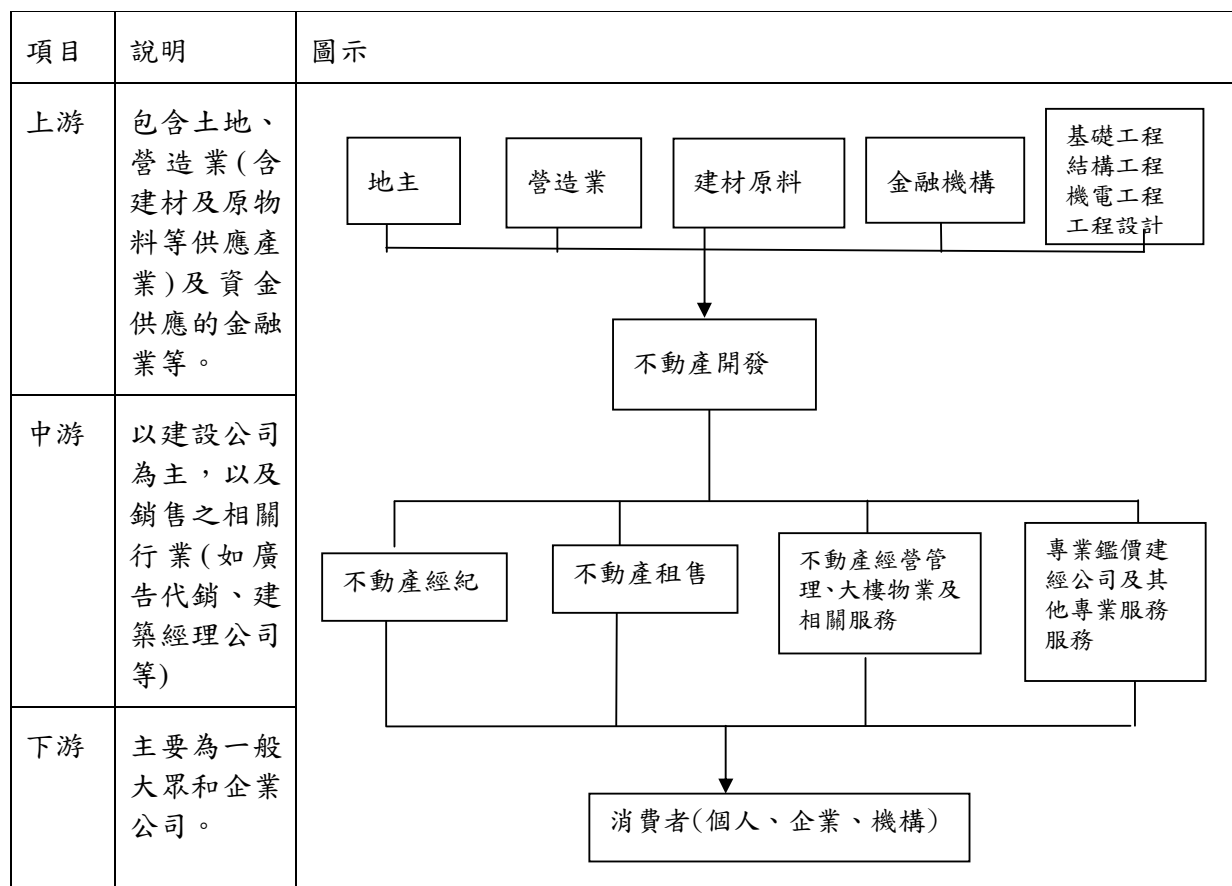 項目
說明
圖示
上游
包含土地、
營造業(含
建材及原物
料等供應產
業)及資金
供應的金融
業等。
地主
營造業
建材原料
金融機構
基礎工程
結構工程
機電工程
工程設計
不動產開發
中游
以建設公司
為主，以及
銷售之相關
行業(如廣
告代銷、建
築經理公司
等)
不動產經紀
不動產租售
不動產經營管
理、大樓物業及
相關服務
專業鑑價建
經公司及其
他專業服務
服務
下游
主要為一般
大眾和企業
公司。
消費者(個人、企業、機構)